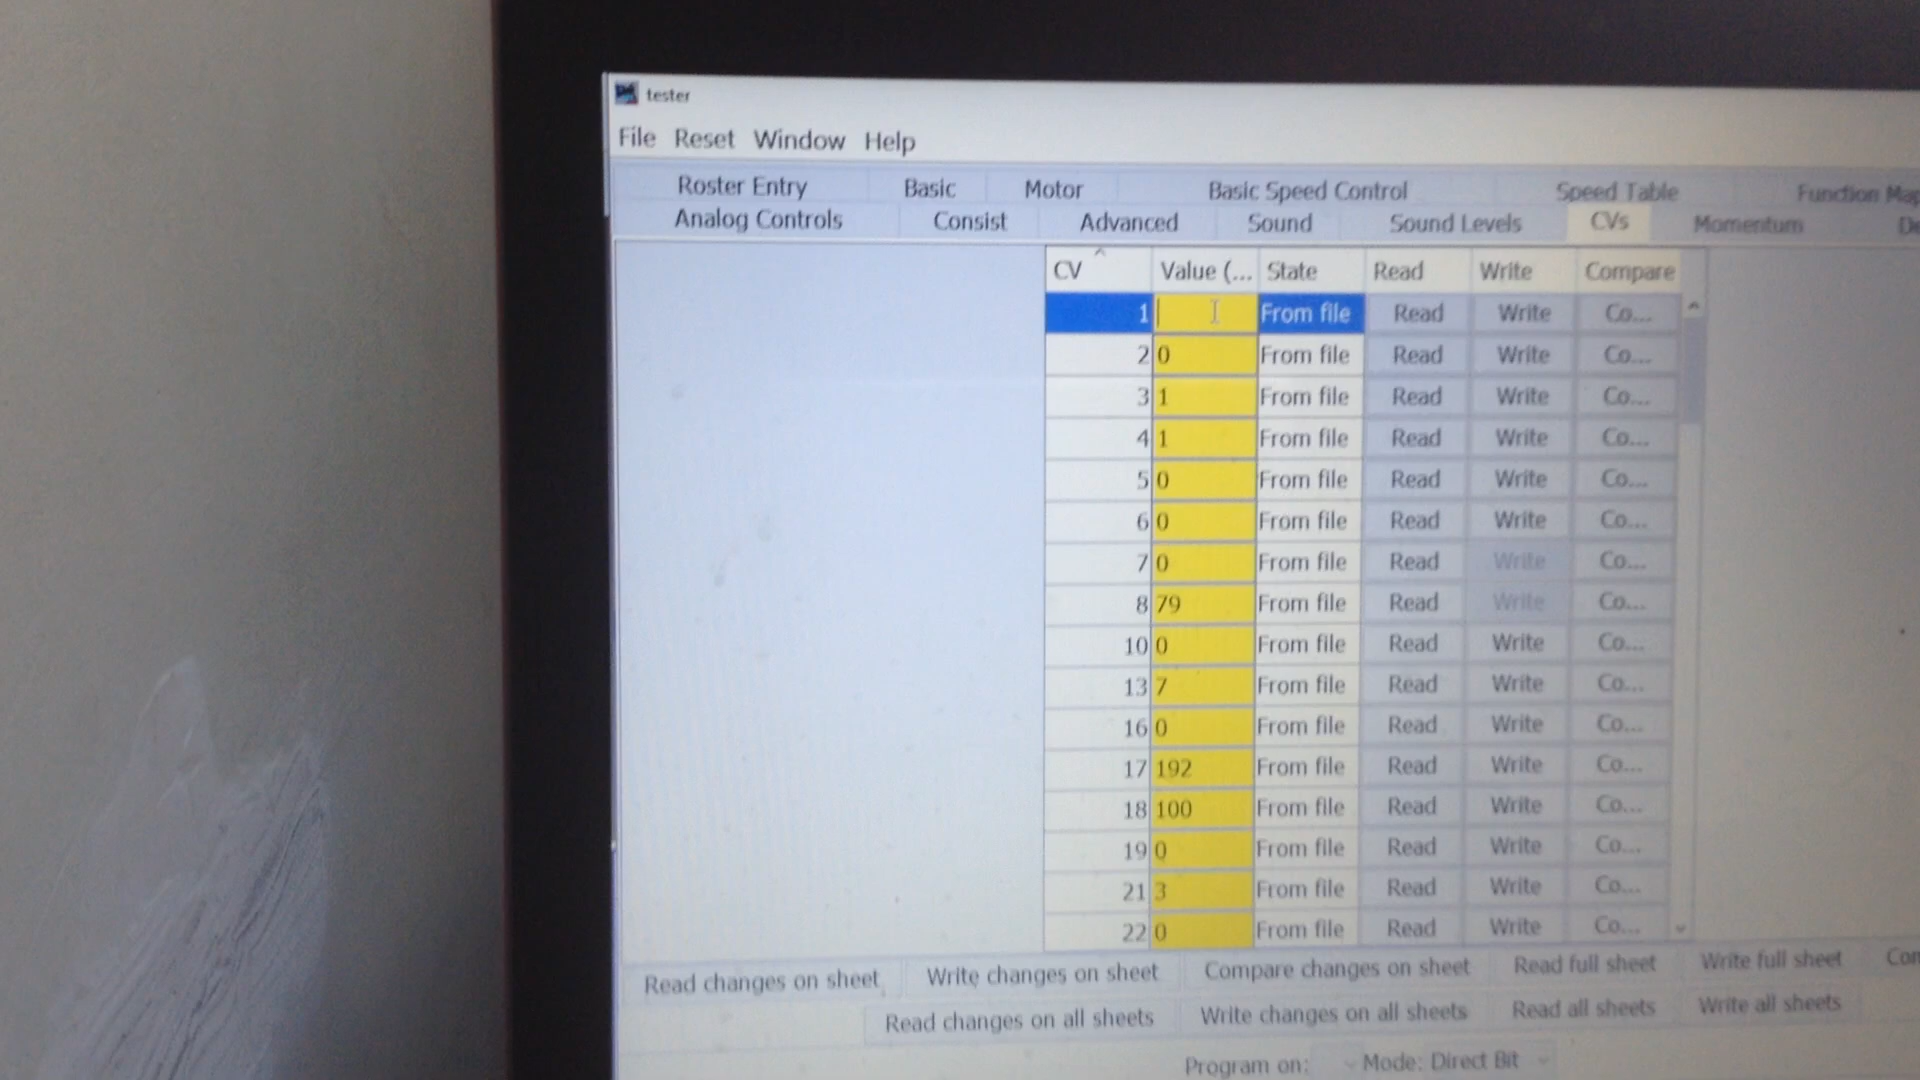 tester
File Reset Window Help
Roster Entry Basic Motor Basic Speed Control Speed Table Function Map
Analog Controls Consist Advanced Sound Sound Levels CVs Momentum De
CV Value (... State Read Write Compare
1 From file Read Write Co...
2 0 From file Read Write Co...
3 1 From file Read Write Co...
4 1 From file Read Write Co...
5 0 From file Read Write Co...
6 0 From file Read Write Co...
7 0 From file Read Write Co...
8 79 From file Read Write Co...
10 0 From file Read Write Co...
13 7 From file Read Write Co...
16 0 From file Read Write Co...
17 192 From file Read Write Co...
18 100 From file Read Write Co...
19 0 From file Read Write Co...
21 3 From file Read Write Co...
22 0 From file Read Write Co...
Read changes on sheet Write changes on sheet Compare changes on sheet Read full sheet Write full sheet Con
Read changes on all sheets Write changes on all sheets Read all sheets Write all sheets
Program on: Mode: Direct Bit